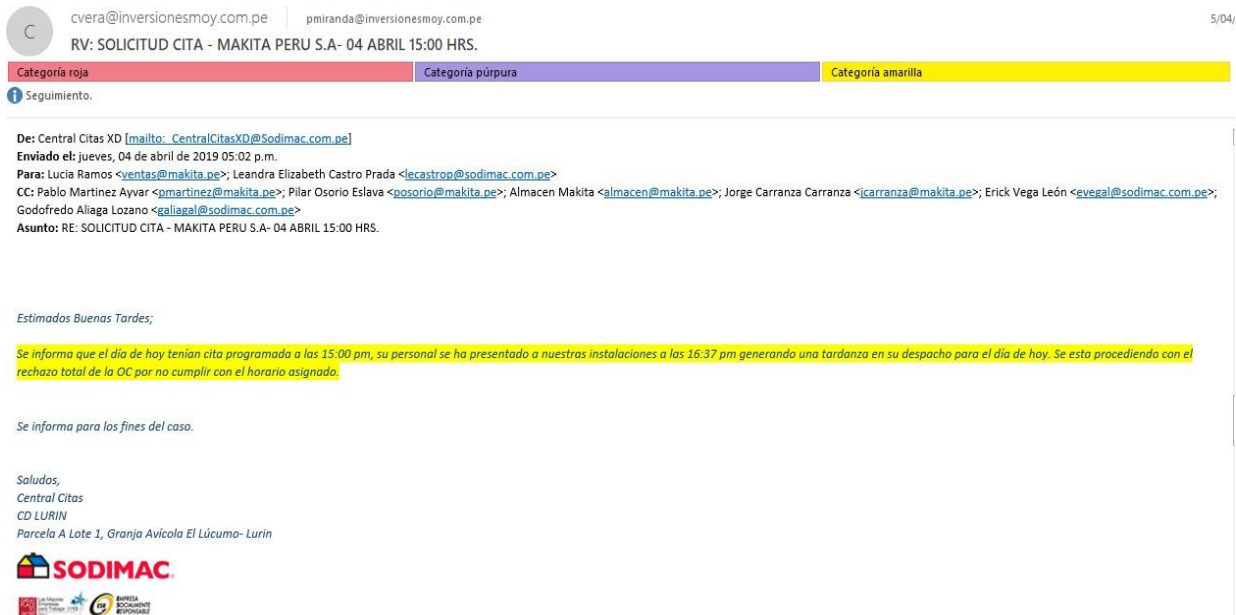 C
cvera@inversionesmoy.com.pe pmiranda@inversionesmoy.com.pe 5/04/
RV: SOLICITUD CITA - MAKITA PERU S.A- 04 ABRIL 15:00 HRS.
Categoría roja Categoría púrpura Categoría amarilla
Seguimiento.
De: Central Citas XD [mailto:_CentralCitasXD@Sodimac.com.pe]
Enviado el: jueves, 04 de abril de 2019 05:02 p.m.
Para: Lucia Ramos <ventas@makita.pe>; Leandra Elizabeth Castro Prada <lecastrop@sodimac.com.pe>
CC: Pablo Martinez Ayvar <pmartinez@makita.pe>; Pilar Osorio Eslava <posorio@makita.pe>; Almacen Makita <almacen@makita.pe>; Jorge Carranza Carranza <jcarranza@makita.pe>; Erick Vega León <evegal@sodimac.com.pe>;
Godofredo Aliaga Lozano <galiagal@sodimac.com.pe>
Asunto: RE: SOLICITUD CITA - MAKITA PERU S.A- 04 ABRIL 15:00 HRS.
Estimados Buenas Tardes;
Se informa que el día de hoy tenían cita programada a las 15:00 pm, su personal se ha presentado a nuestras instalaciones a las 16:37 pm generando una tardanza en su despacho para el día de hoy. Se esta procediendo con el
rechazo total de la OC por no cumplir con el horario asignado.
Se informa para los fines del caso.
Saludos,
Central Citas
CD LURIN
Parcela A Lote 1, Granja Avícola El Lúcumo- Lurin
SODIMAC
ESR EMPRESA
SOCIALMENTE
RESPONSABLE